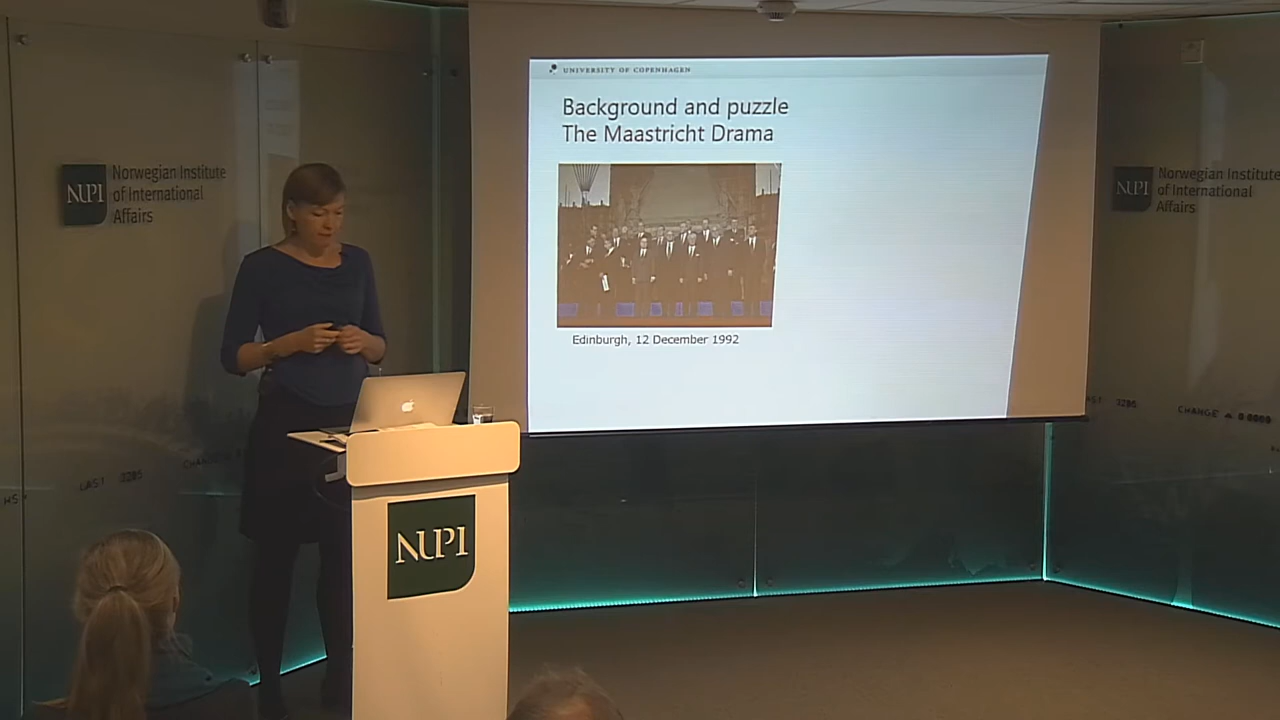 UNIVERSITY OF COPENHAGEN
Background and puzzle
The Maastricht Drama
Edinburgh, 12 December 1992
NUPI
Norwegian Institute
of International
Affairs
NUPI
Norwegian Institute
of International
Affairs
CHANGE
NUPI